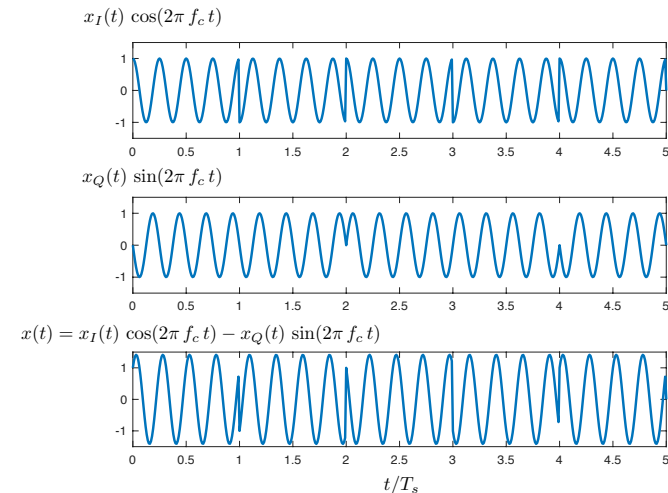 x_I(t) cos(2π f_c t)
1
0
-1
0 0.5 1 1.5 2 2.5 3 3.5 4 4.5 5
x_Q(t) sin(2π f_c t)
1
0
-1
0 0.5 1 1.5 2 2.5 3 3.5 4 4.5 5
x(t) = x_I(t) cos(2π f_c t) − x_Q(t) sin(2π f_c t)
1
0
-1
0 0.5 1 1.5 2 2.5 3 3.5 4 4.5 5
t/T_s